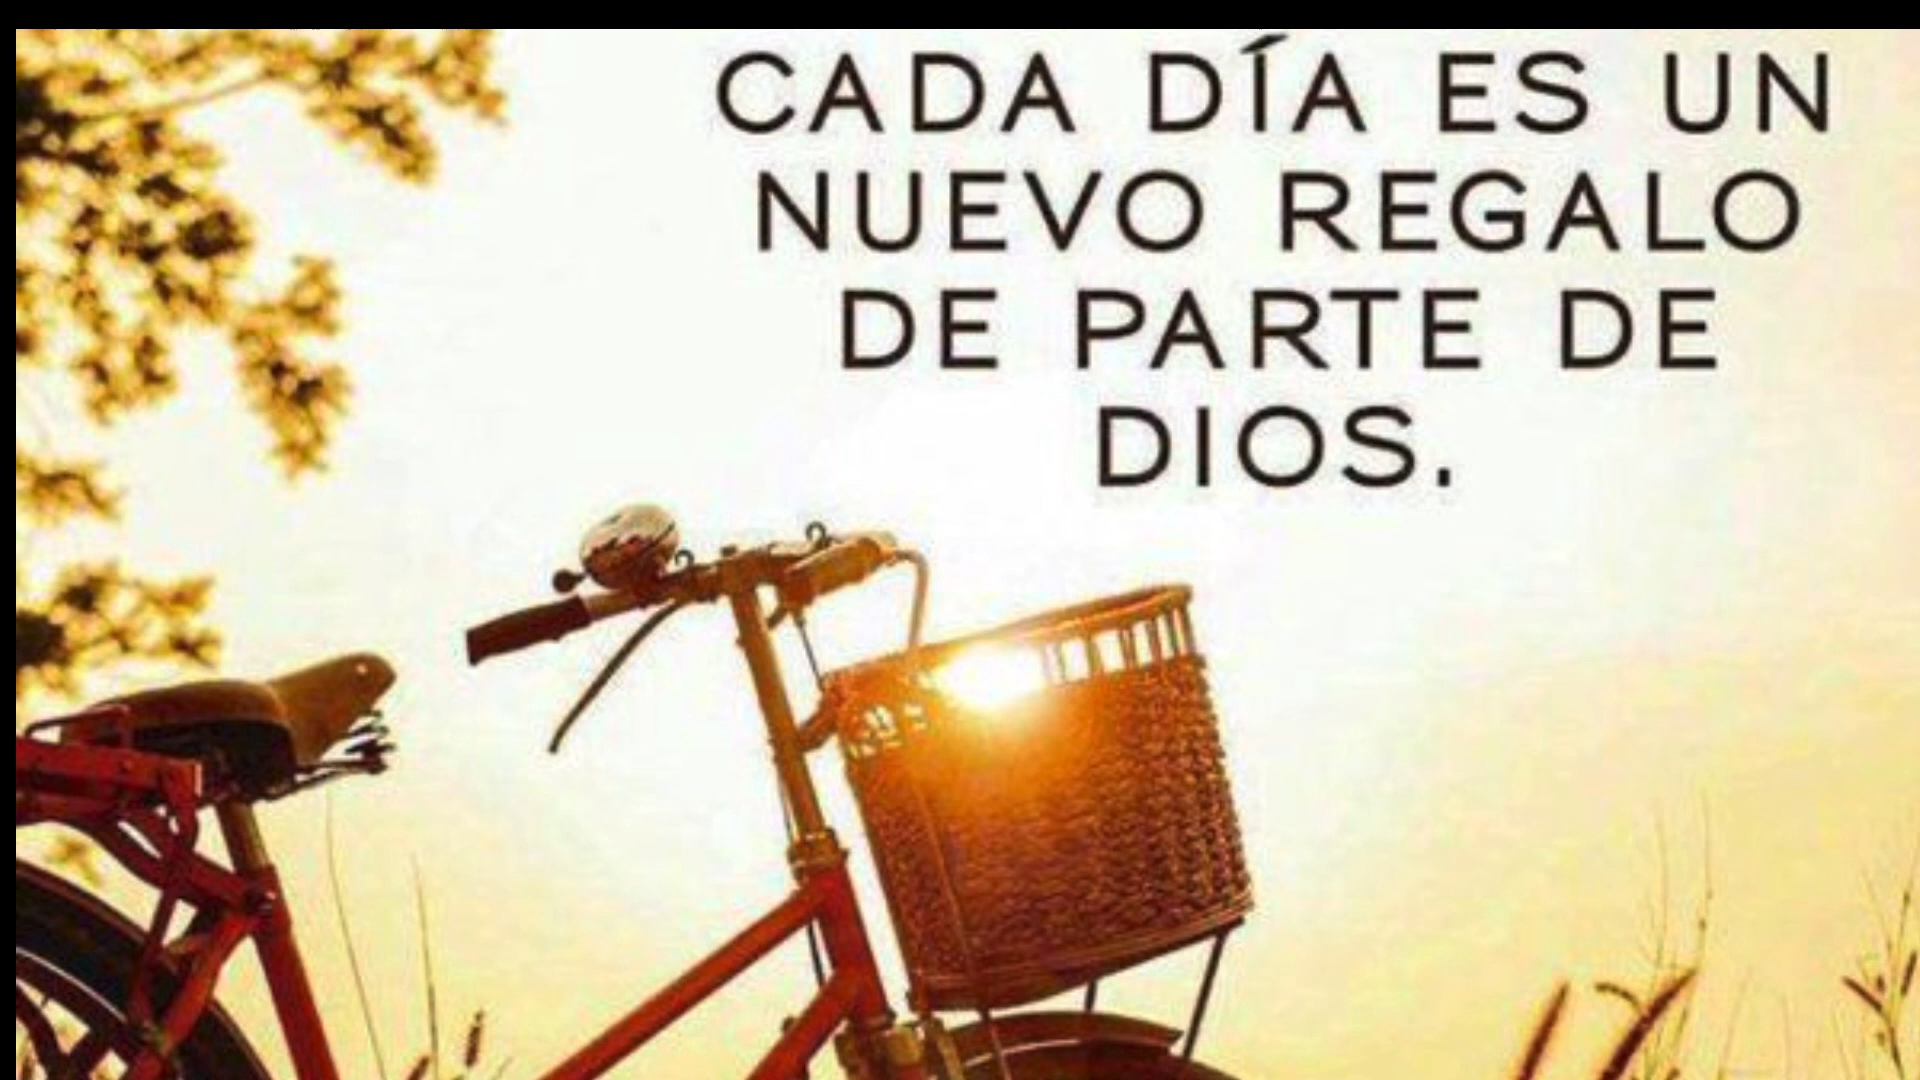 CADA DÍA ES UN
NUEVO REGALO
DE PARTE DE
DIOS.